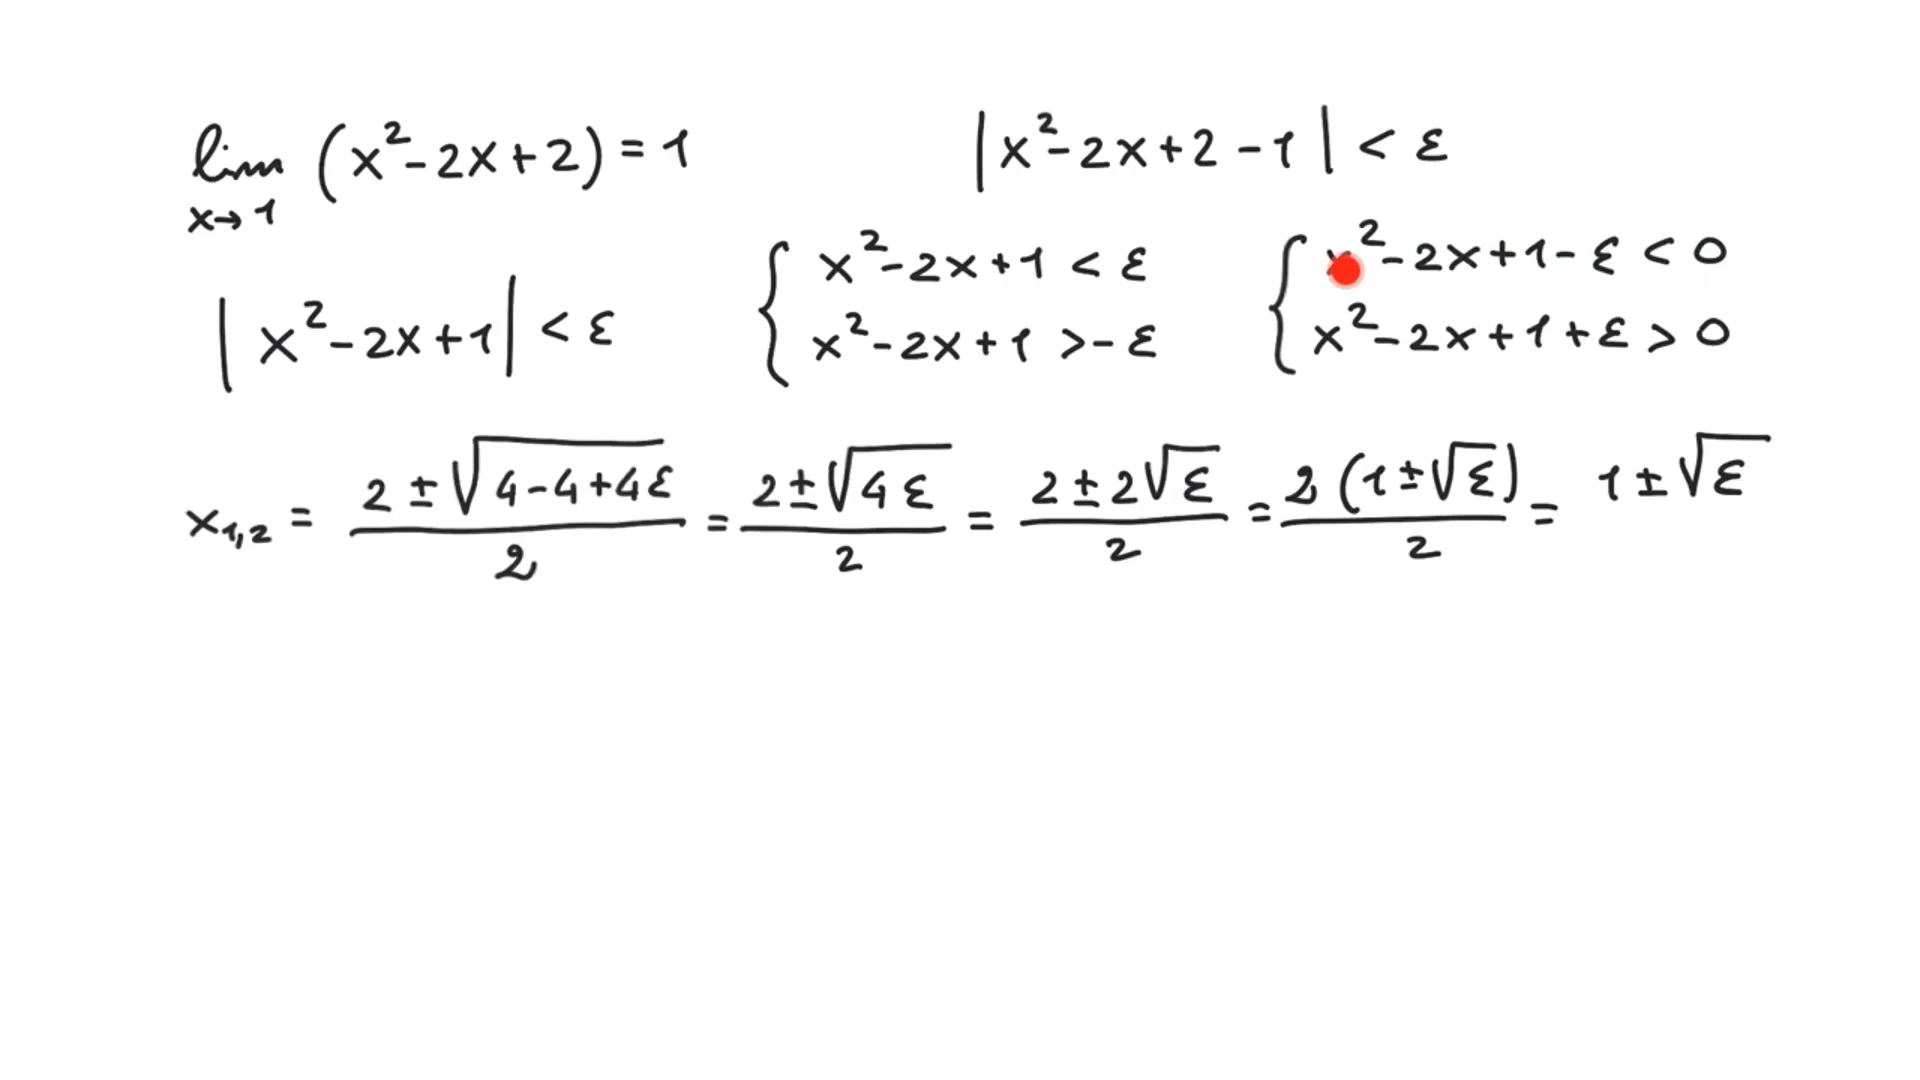 lim (x²-2x+2) = 1
x→1
|x²-2x+2-1| < ε
|x²-2x+1| < ε
{ x²-2x+1 < ε
x²-2x+1 >-ε
{ x²-2x+1-ε < 0
x²-2x+1+ε > 0
x₁,₂ = (2±√(4-4+4ε))/2 = (2±√(4ε))/2 = (2±2√ε)/2 = (2(1±√ε))/2 = 1±√ε